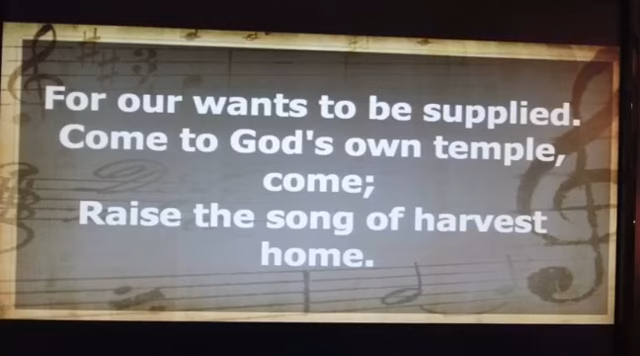 For our wants to be supplied.
Come to God's own temple,
come;
Raise the song of harvest
home.